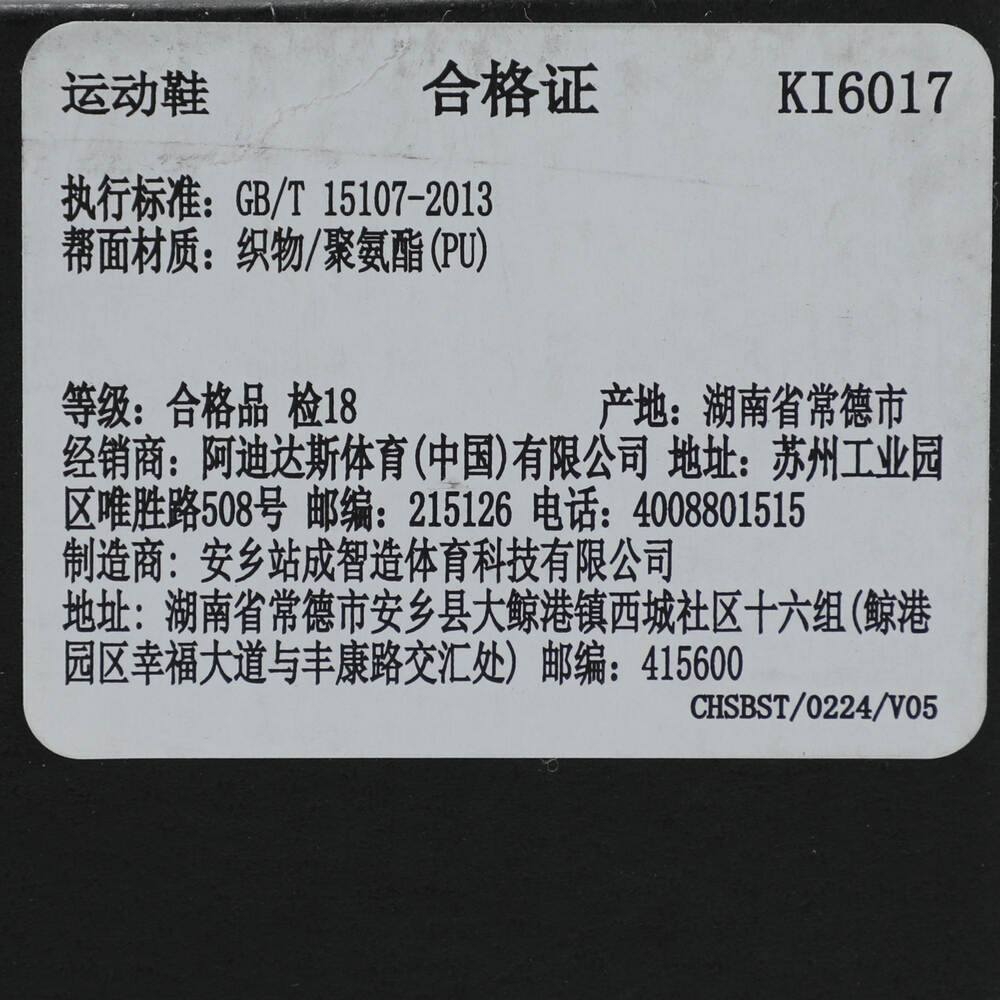 运动鞋 合格证 KI6017
执行标准：GB/T 15107-2013
帮面材质：织物/聚氨酯(PU)
等级：合格品 检18 产地：湖南省常德市
经销商：阿迪达斯体育(中国)有限公司 地址：苏州工业园
区唯胜路508号 邮编：215126 电话：4008801515
制造商：安乡站成智造体育科技有限公司
地址：湖南省常德市安乡县大鲸港镇西城社区十六组(鲸港
园区幸福大道与丰康路交汇处) 邮编：415600
CHSBST/0224/V05